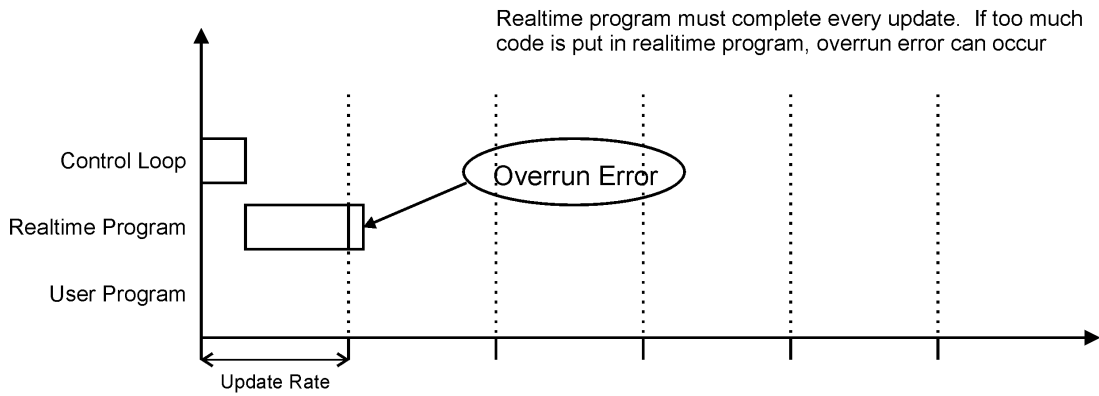 Realtime program must complete every update.  If too much
code is put in realitime program, overrun error can occur
Control Loop
Overrun Error
Realtime Program
User Program
Update Rate